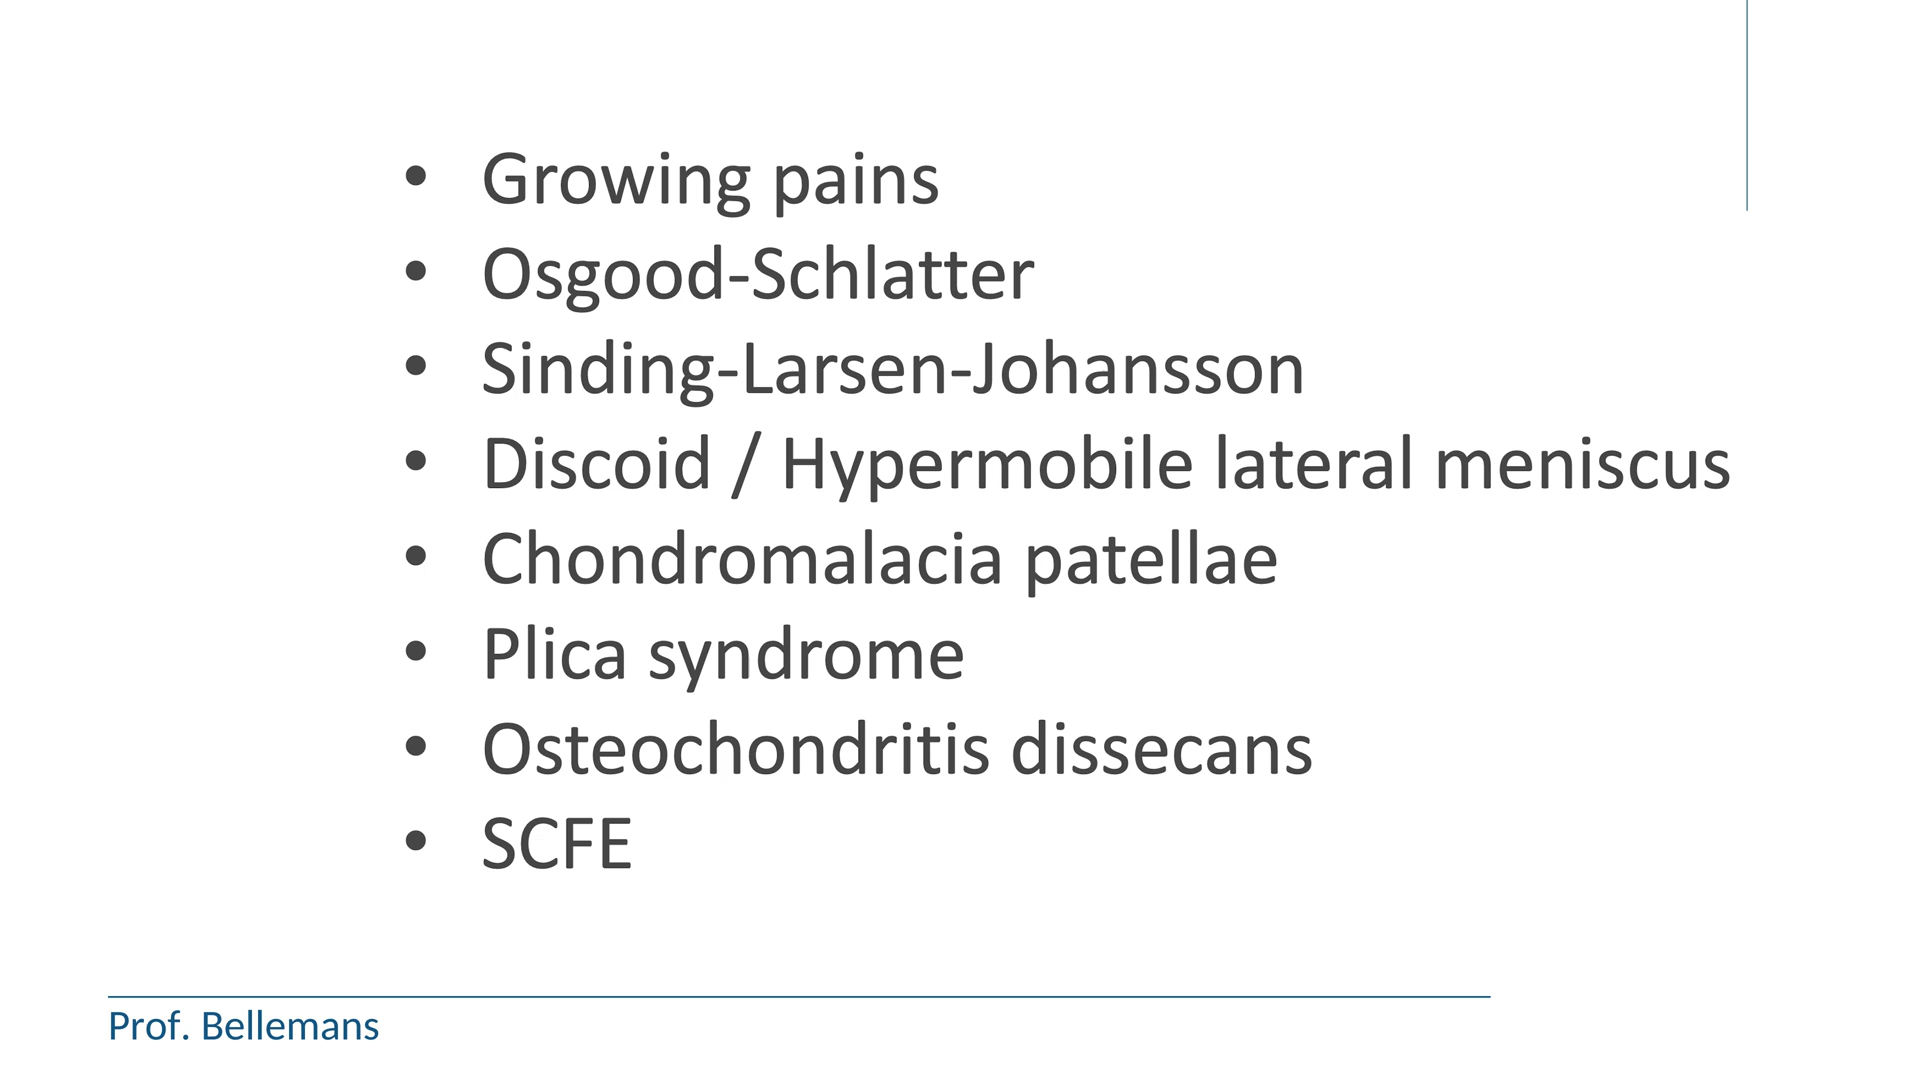 • Growing pains
• Osgood-Schlatter
• Sinding-Larsen-Johansson
• Discoid / Hypermobile lateral meniscus
• Chondromalacia patellae
• Plica syndrome
• Osteochondritis dissecans
• SCFE
Prof. Bellemans